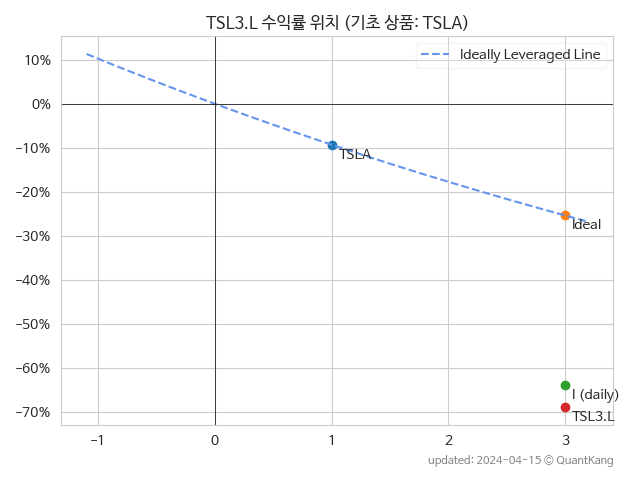 TSL3.L 수익률 위치 (기초 상품: TSLA)
10%
0%
−10%
−20%
−30%
−40%
−50%
−60%
−70%
Ideally Leveraged Line
TSLA
Ideal
I (daily)
TSL3.L
−1
0
1
2
3
updated: 2024-04-15 © QuantKang